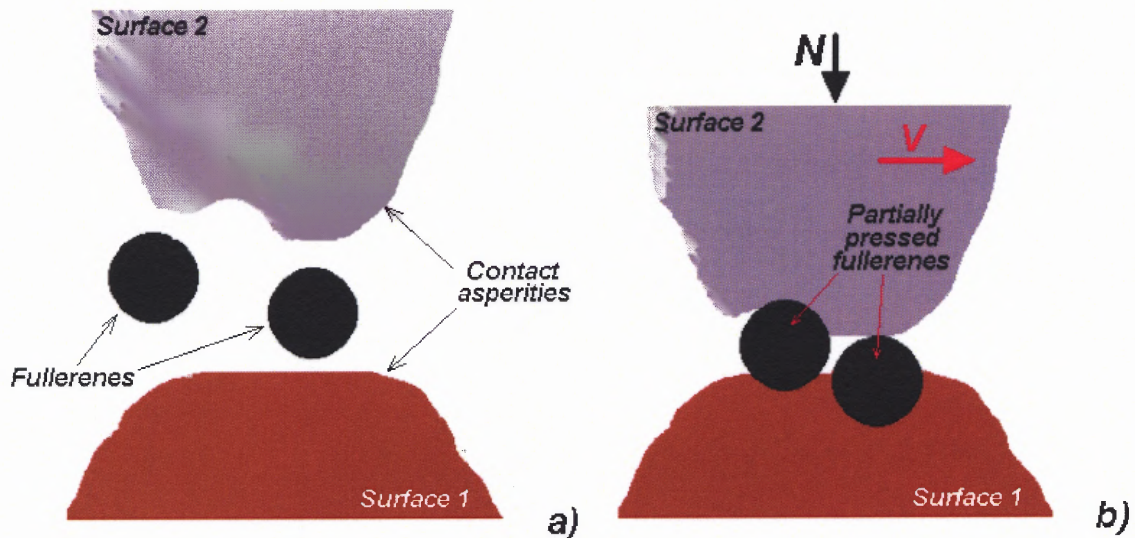 Surface 2
Contact
asperities
Fullerenes
Surface 1
a)
N
Surface 2
V
Partially
pressed
fullerenes
Surface 1
b)